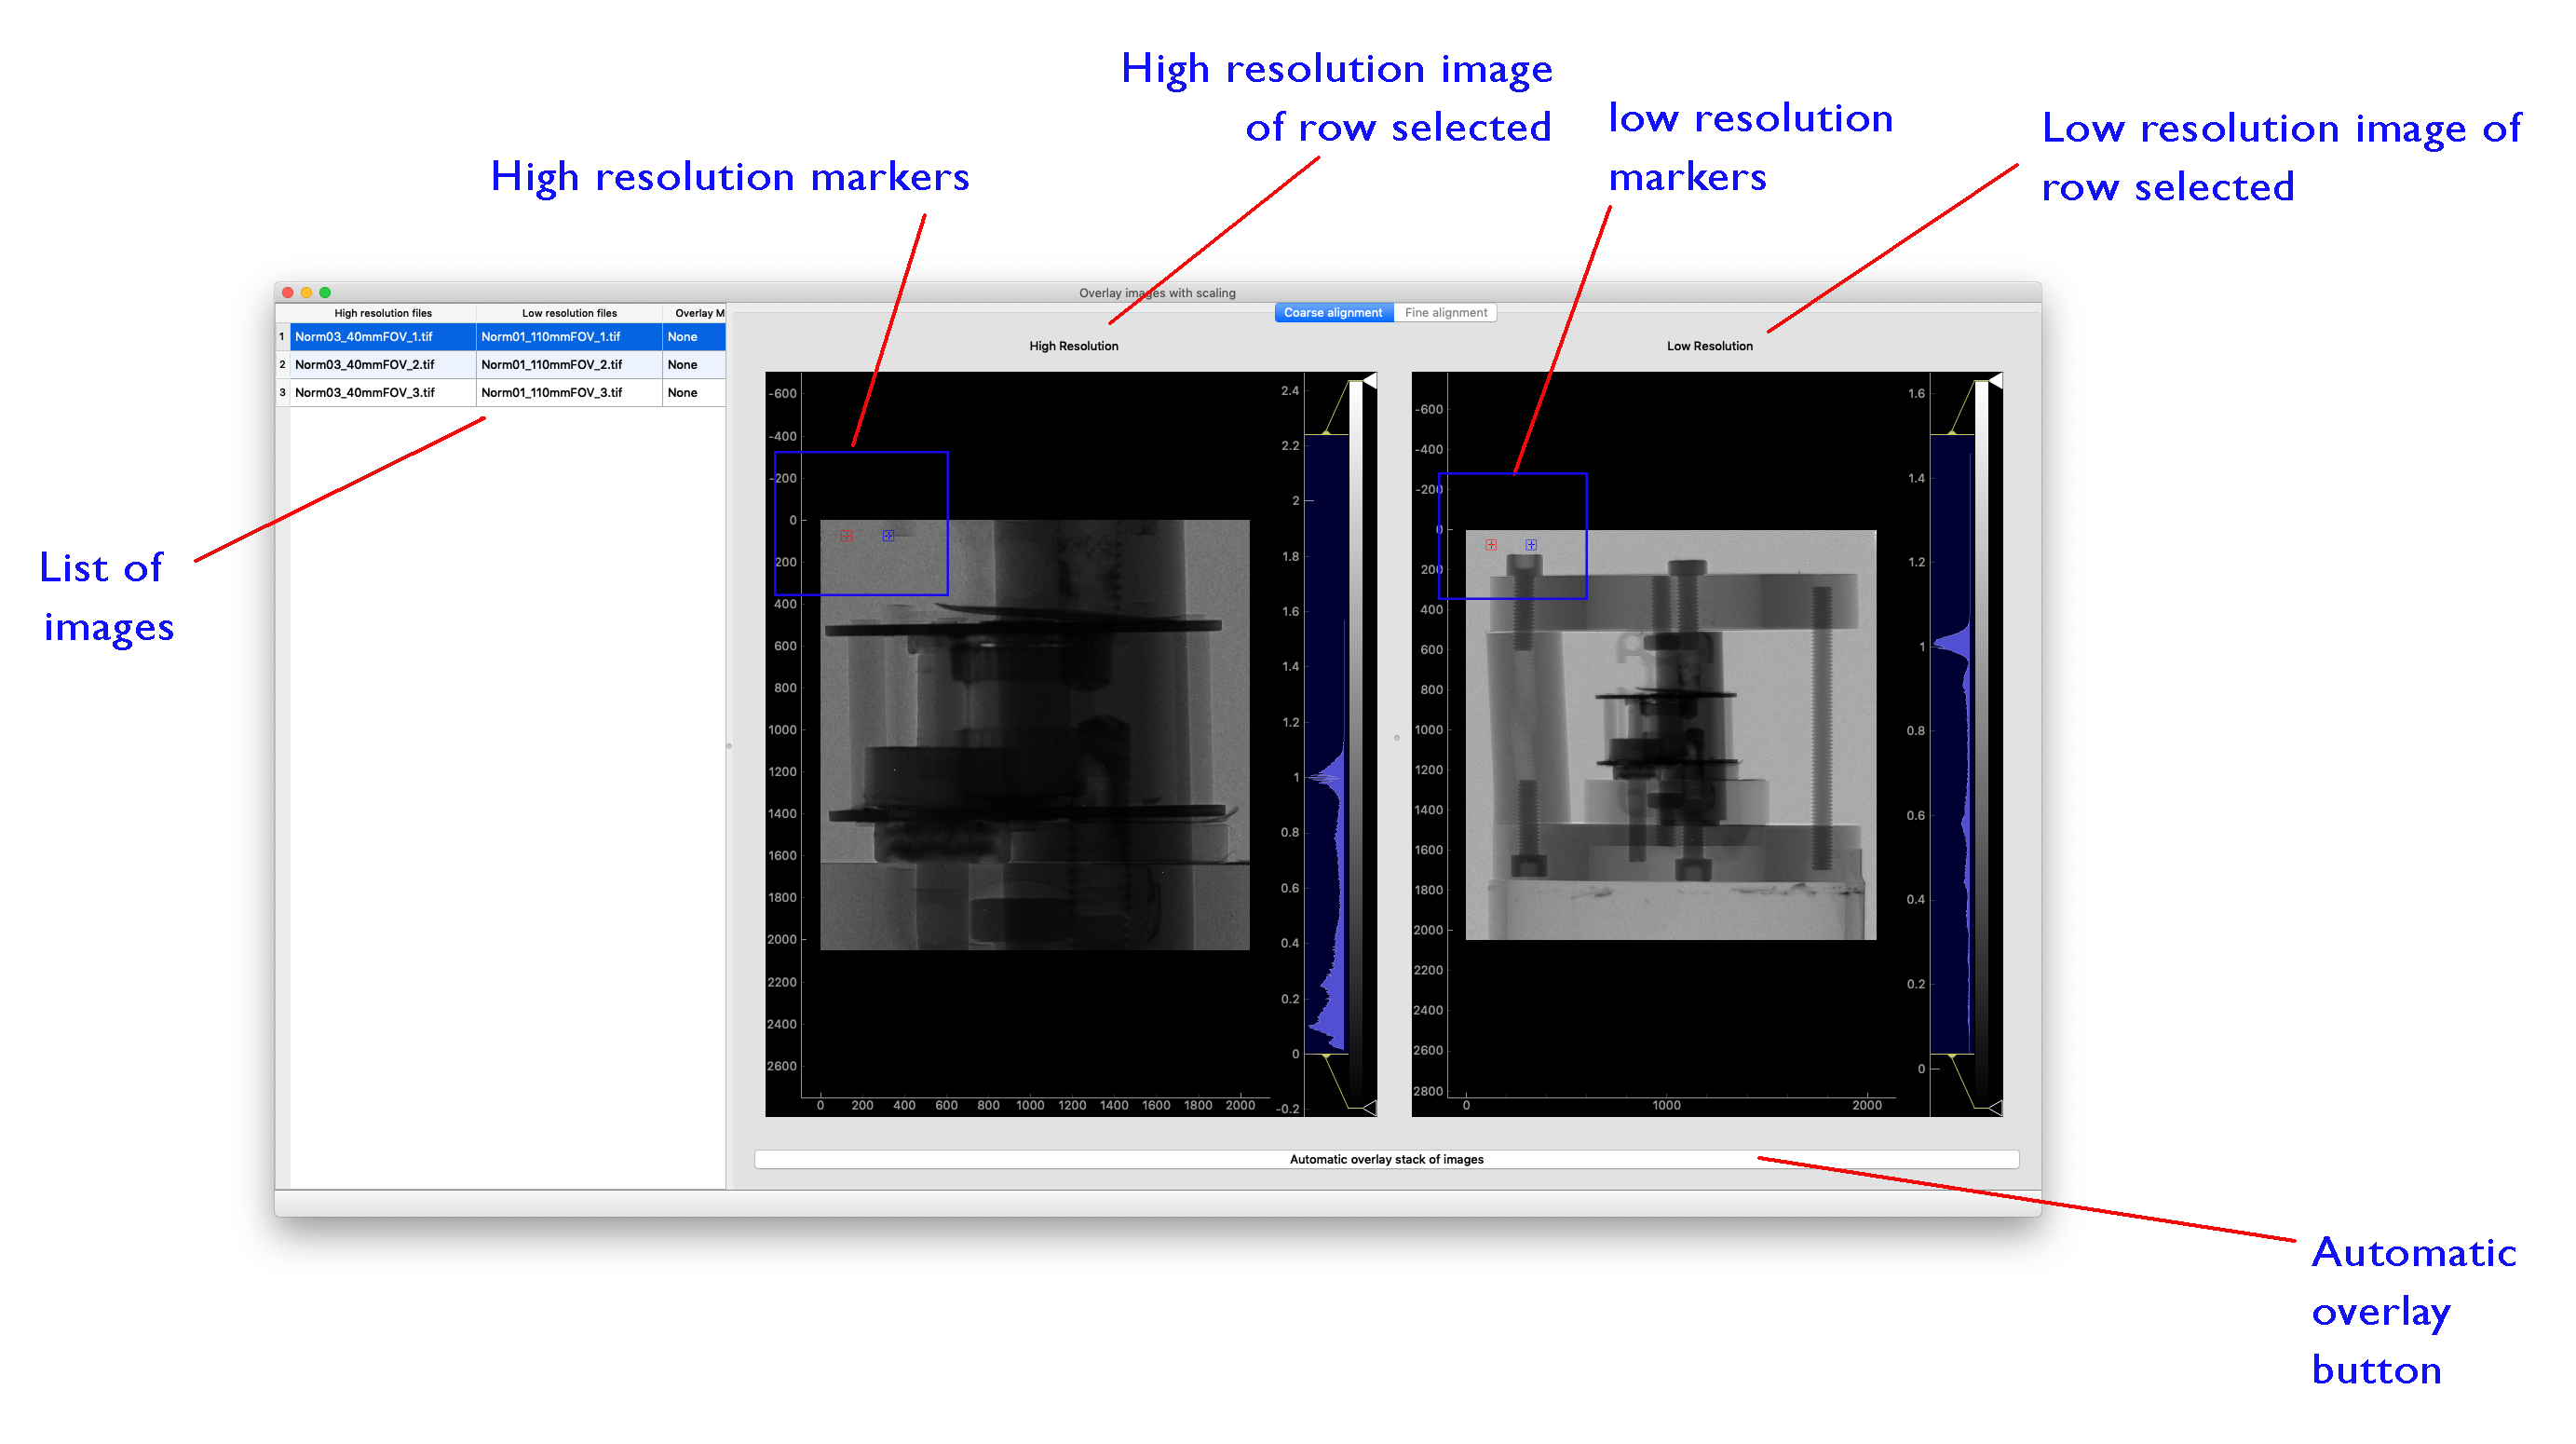 High resolution image
of row selected
low resolution
markers
Low resolution image of
row selected
High resolution markers
List of
images
Automatic
overlay
button
Overlay images with scaling
High resolution files Low resolution files Overlay M
1 Norm03_40mmFOV_1.tif Norm01_110mmFOV_1.tif None
2 Norm03_40mmFOV_2.tif Norm01_110mmFOV_2.tif None
3 Norm03_40mmFOV_3.tif Norm01_110mmFOV_3.tif None
Coarse alignment Fine alignment
High Resolution
-600
-400
-200
0
200
400
600
800
1000
1200
1400
1600
1800
2000
2200
2400
2600
0 200 400 600 800 1000 1200 1400 1600 1800 2000
2.4
2.2
2
1.8
1.6
1.4
1.2
1
0.8
0.6
0.4
0.2
0
-0.2
Low Resolution
-600
-400
-200
0
200
400
600
800
1000
1200
1400
1600
1800
2000
2200
2400
2600
2800
0 1000 2000
1.6
1.4
1.2
1
0.8
0.6
0.4
0.2
0
Automatic overlay stack of images